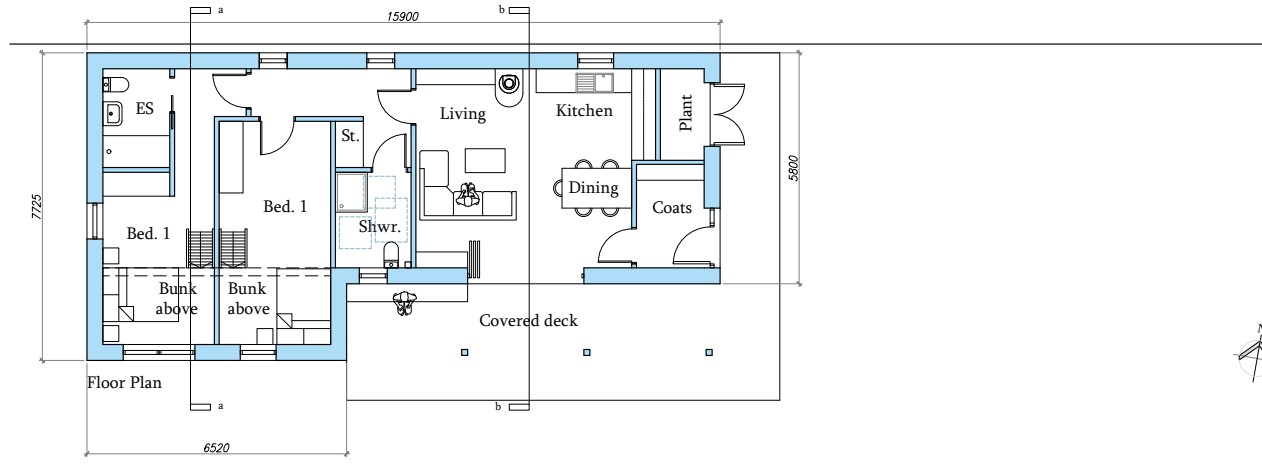 a
b
15900
ES
Living
Kitchen
Plant
St.
5800
7725
Bed. 1
Dining
Coats
Bed. 1
Shwr.
Bunk
above
Bunk
above
Covered deck
N
Floor Plan
a
b
6520